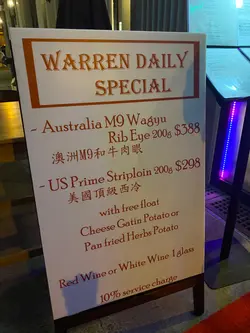 WARREN DAILY
SPECIAL
- Australia M9 Wagyu
Rib Eye 200g $388
澳洲M9和牛肉眼
- US Prime Striploin 200g $298
美國頂級西冷
with free float
Cheese Gatin Potato or
Pan fried Herbs Potato
Red Wine or White Wine 1 glass
10% service charge